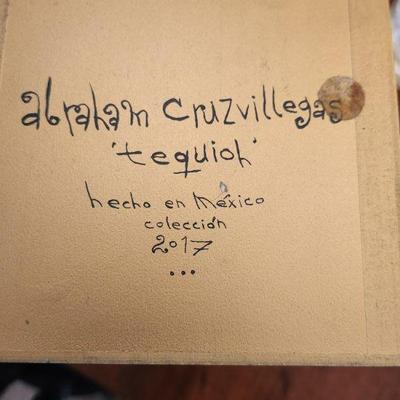 abraham cruzvillegas
'tequioh'
hecho en méxico
colección
2017
...